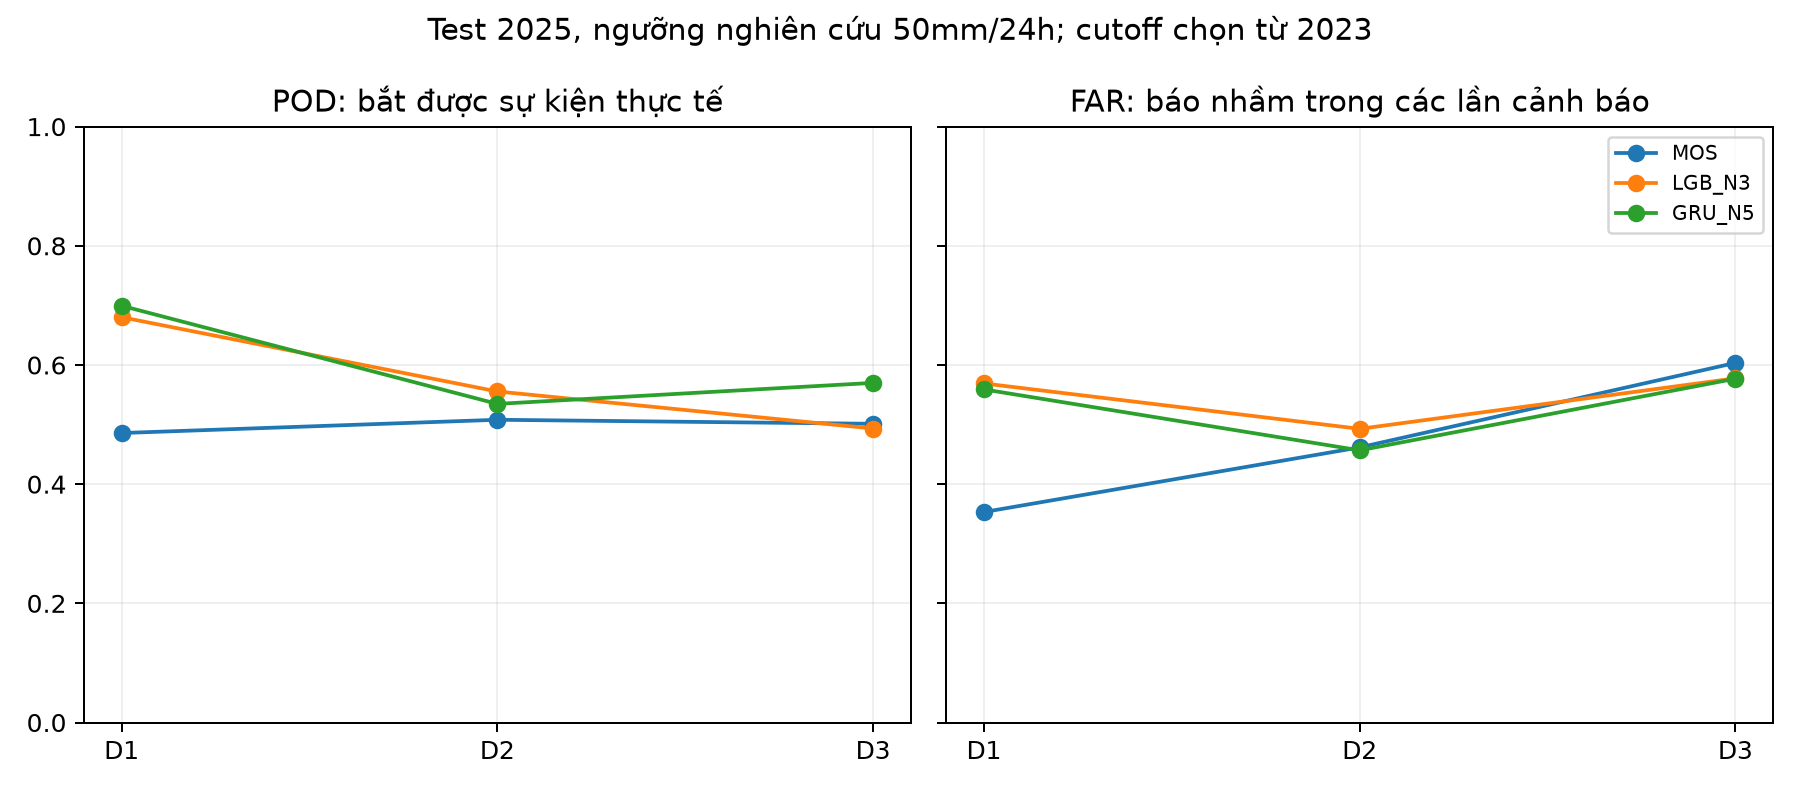 Test 2025, ngưỡng nghiên cứu 50mm/24h; cutoff chọn từ 2023
POD: bắt được sự kiện thực tế
1.0
0.8
0.6
0.4
0.2
0.0
D1
D2
D3
FAR: báo nhầm trong các lần cảnh báo
MOS
LGB_N3
GRU_N5
D1
D2
D3